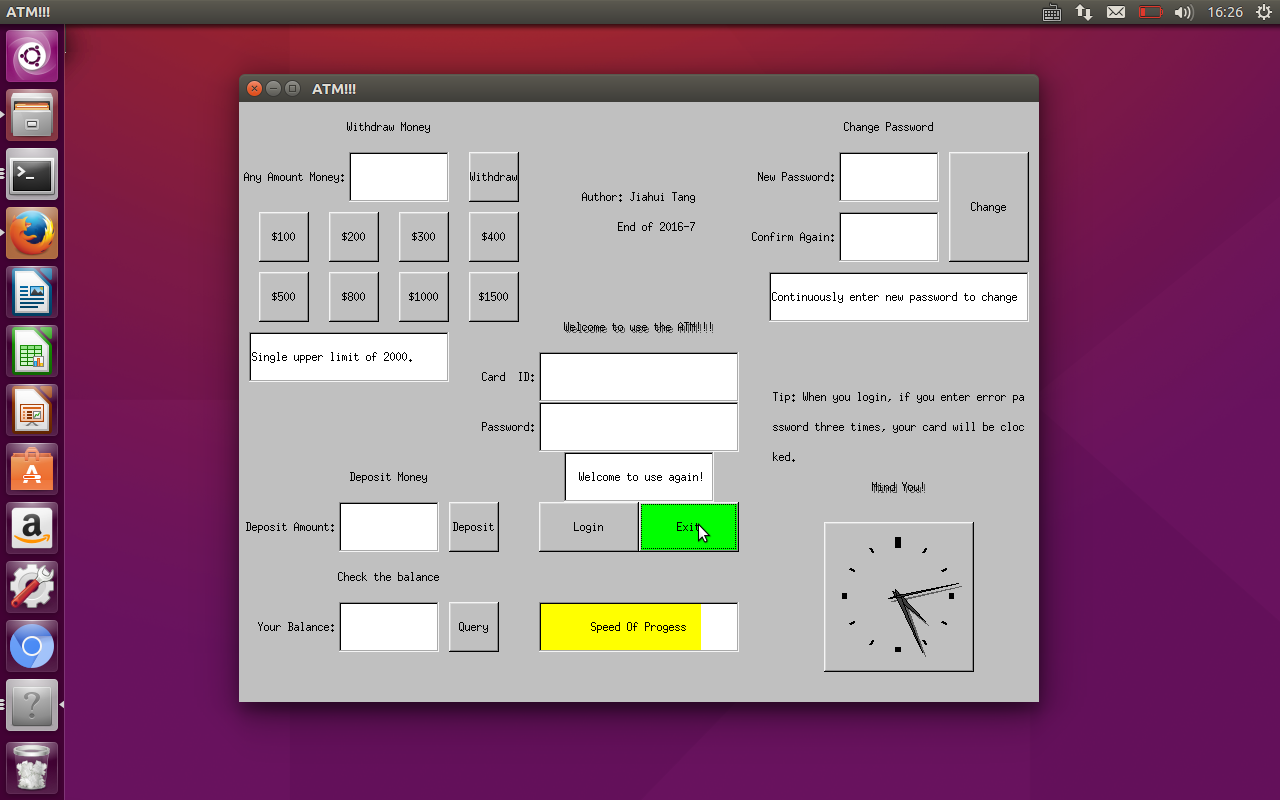 ATM!!!
16:26
ATM!!!
Withdraw Money
Any Amount Money:
Withdraw
$100
$200
$300
$400
$500
$800
$1000
$1500
Single upper limit of 2000.
Author: Jiahui Tang
End of 2016-7
Change Password
New Password:
Confirm Again:
Change
Continuously enter new password to change
Welcome to use the ATM!!!!
Card  ID:
Password:
Welcome to use again!
Login
Exit
Tip: When you login, if you enter error pa
ssword three times, your card will be cloc
ked.
Mind You!
Deposit Money
Deposit Amount:
Deposit
Check the balance
Your Balance:
Query
Speed Of Progess